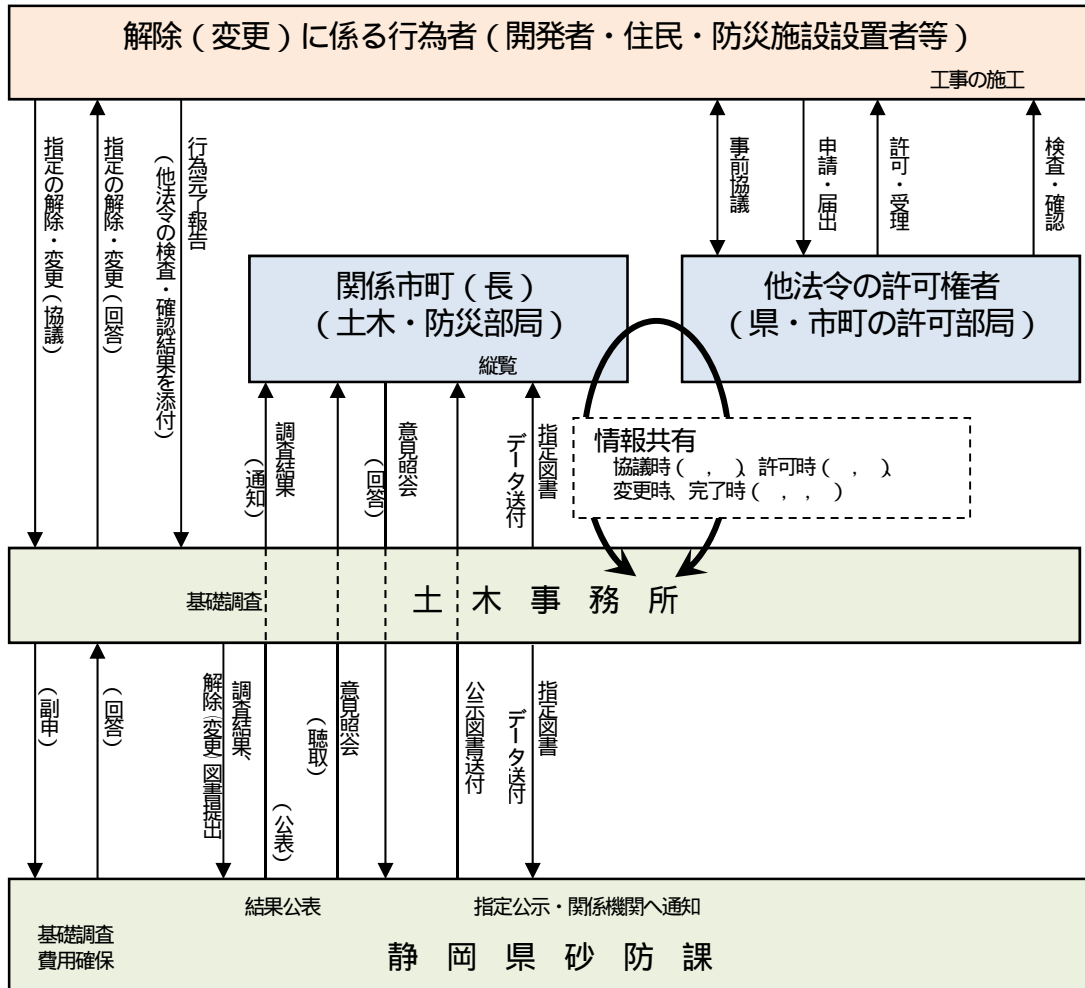 解除（変更）に係る行為者（開発者・住民・防災施設設置者等）
工事の施工
指定の解除・変更（協議）
指定の解除・変更（回答）
行為完了報告
（他法令の検査・確認結果を添付）
事前協議
申請・届出
許可・受理
検査・確認
関係市町（長）
（土木・防災部局）
縦覧
他法令の許可権者
（県・市町の許可部局）
調査結果
（通知）
意見照会
（回答）
指定図書
データ送付
情報共有
協議時（　，　）、許可時（　，　）、
変更時、完了時（　，　，　）
基礎調査
土木事務所
（副申）
（回答）
調査結果、
解除（変更）図書提出
（公表）
意見照会
（聴取）
公示図書送付
指定図書
データ送付
結果公表
指定公示・関係機関へ通知
基礎調査
費用確保
静岡県砂防課